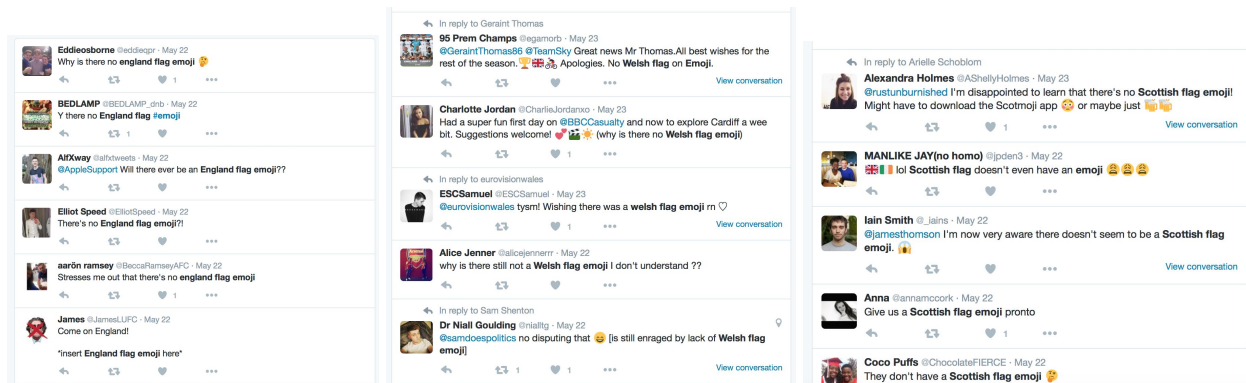 Eddieosborne @eddieqpr · May 22
Why is there no england flag emoji 🤔
1
BEDLAMP @BEDLAMP_dnb · May 22
Y there no England flag #emoji
1
AlfXway @alfxtweets · May 22
@AppleSupport Will there ever be an England flag emoji??
Elliot Speed @ElliotSpeed · May 22
There's no England flag emoji?!
aarön ramsey @BeccaRamseyAFC · May 22
Stresses me out that there's no england flag emoji
1
James @JamesLUFC · May 22
Come on England!
*insert England flag emoji here*
In reply to Geraint Thomas
95 Prem Champs @egamorb · May 23
@GeraintThomas86 @TeamSky Great news Mr Thomas.All best wishes for the
rest of the season.🏆🇬🇧🚴 Apologies. No Welsh flag on Emoji.
View conversation
Charlotte Jordan @CharlieJordanxo · May 23
Had a super fun first day on @BBCCasualty and now to explore Cardiff a wee
bit. Suggestions welcome! 💕🎬☀️ (why is there no Welsh flag emoji)
1
In reply to eurovisionwales
ESCSamuel @ESCSamuel · May 23
@eurovisionwales tysm! Wishing there was a welsh flag emoji rn ♡
1 View conversation
Alice Jenner @alicejennerrr · May 22
why is there still not a Welsh flag emoji I don't understand ??
In reply to Sam Shenton
Dr Niall Goulding @nialltg · May 22
@samdoespolitics no disputing that 😄 [is still enraged by lack of Welsh flag
emoji]
1 1 View conversation
In reply to Arielle Schoblom
Alexandra Holmes @AShellyHolmes · May 23
@rustunburnished I'm disappointed to learn that there's no Scottish flag emoji!
Might have to download the Scotmoji app 😳 or maybe just 🍻🍻
1 View conversation
MANLIKE JAY(no homo) @jpden3 · May 22
🇬🇧🇮🇪 lol Scottish flag doesn't even have an emoji 😩😩😩
Iain Smith @_iains · May 22
@jamesthomson I'm now very aware there doesn't seem to be a Scottish flag
emoji. 😱
View conversation
Anna @annamccork · May 22
Give us a Scottish flag emoji pronto
1
Coco Puffs @ChocolateFIERCE · May 22
They don't have a Scottish flag emoji 🤔